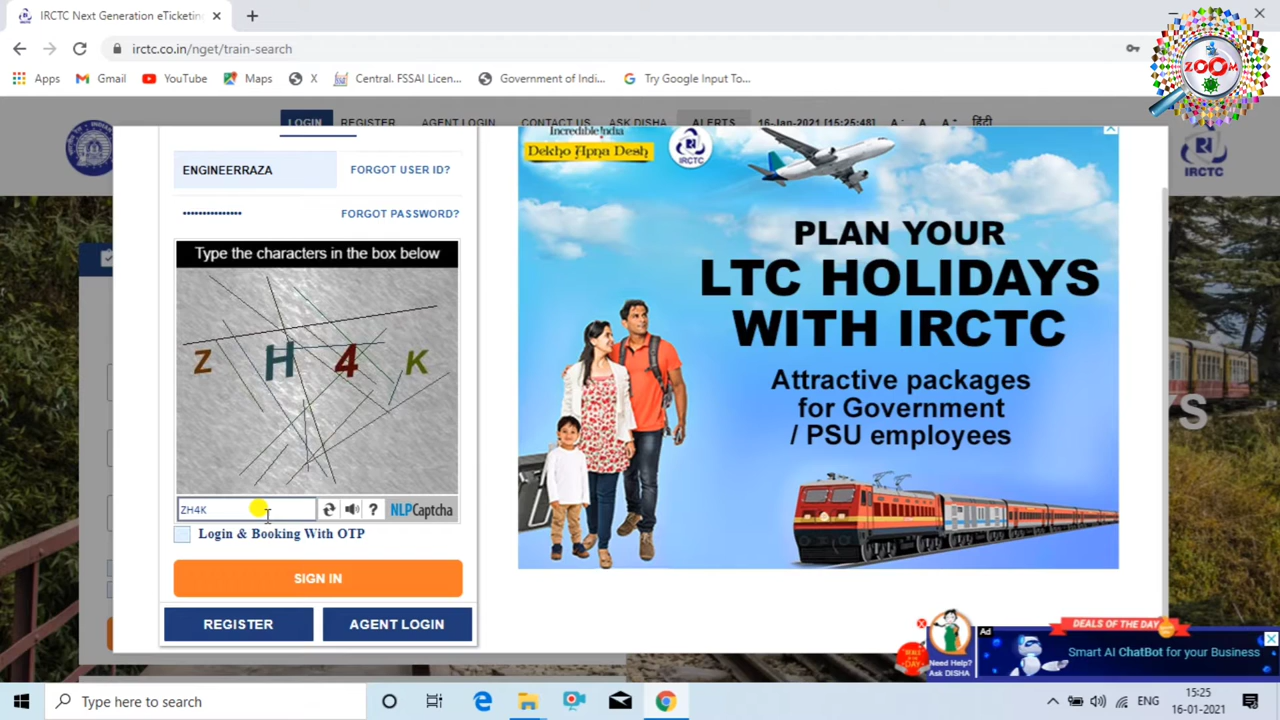 IRCTC Next Generation eTicketing
irctc.co.in/nget/train-search
Apps Gmail YouTube Maps X Central. FSSAI Licen... Government of Indi... Try Google Input To...
ZOOM
LOGIN REGISTER AGENT LOGIN CONTACT US ASK DISHA ALERTS 16-Jan-2021 [15:25:48] A- A A+ हिंदी
IRCTC
ENGINEERRAZA FORGOT USER ID?
••••••••••••••• FORGOT PASSWORD?
Type the characters in the box below
Z H 4 K
ZH4K ? NLPCaptcha
Login & Booking With OTP
SIGN IN
REGISTER AGENT LOGIN
Incredible India
Dekho Apna Desh
IRCTC
PLAN YOUR
LTC HOLIDAYS
WITH IRCTC
Attractive packages
for Government
/ PSU employees
YS
DEALS OF THE DAY
Need Help?
Ask DISHA
Ad
Smart AI ChatBot for your Business
Type here to search
ENG
15:25
16-01-2021